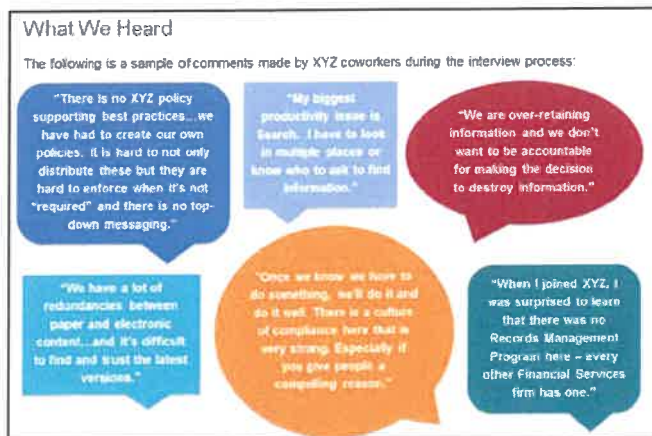 What We Heard
The following is a sample of comments made by XYZ coworkers during the interview process:
"There is no XYZ policy
supporting best practices...we
have had to create our own
policies. It is hard to not only
distribute these but they are
hard to enforce when it's not
"required" and there is no top-
down messaging."
"My biggest
productivity issue is
Search. I have to look
in multiple places or
know who to ask to find
information."
"We are over-retaining
information and we don't
want to be accountable
for making the decision
to destroy information."
"We have a lot of
redundancies between
paper and electronic
content...and it's difficult
to find and trust the latest
versions."
"Once we know we have to
do something, we'll do it and
do it well. There is a culture
of compliance here that is
very strong. Especially if
you give people a
compelling reason."
"When I joined XYZ, I
was surprised to learn
that there was no
Records Management
Program here – every
other Financial Services
firm has one."